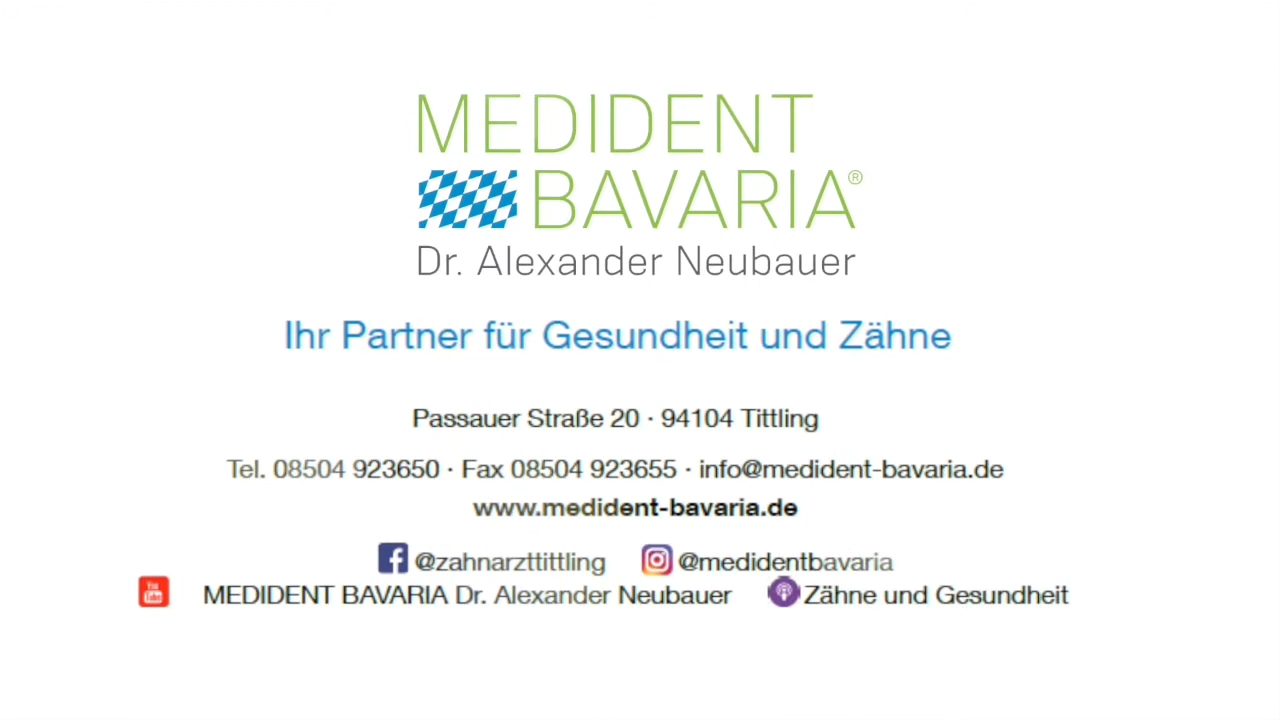 MEDIDENT
BAVARIA®
Dr. Alexander Neubauer
Ihr Partner für Gesundheit und Zähne
Passauer Straße 20 · 94104 Tittling
Tel. 08504 923650 · Fax 08504 923655 · info@medident-bavaria.de
www.medident-bavaria.de
@zahnarzttittling @medidentbavaria
You Tube MEDIDENT BAVARIA Dr. Alexander Neubauer Zähne und Gesundheit